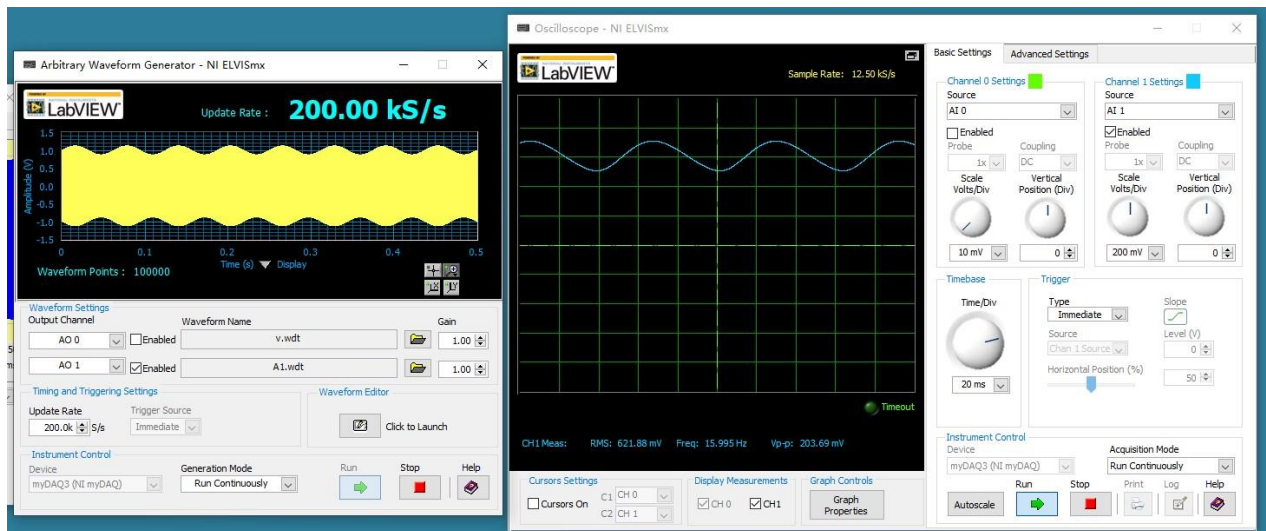 Arbitrary Waveform Generator - NI ELVISmx
POWERED BY NATIONAL INSTRUMENTS
LabVIEW™
Update Rate : 200.00 kS/s
Amplitude (V)
1.5
1.0
0.5
0.0
-0.5
-1.0
-1.5
0 0.1 0.2 0.3 0.4 0.5
Time (s) Display
Waveform Points : 100000
Waveform Settings
Output Channel Waveform Name Gain
AO 0 Enabled v.wdt 1.00
AO 1 Enabled A1.wdt 1.00
Timing and Triggering Settings
Update Rate Trigger Source
200.0k S/s Immediate
Waveform Editor
Click to Launch
Instrument Control
Device Generation Mode Run Stop Help
myDAQ3 (NI myDAQ) Run Continuously
Oscilloscope - NI ELVISmx
LabVIEW™
Sample Rate: 12.50 kS/s
Timeout
CH1 Meas: RMS: 621.88 mV Freq: 15.995 Hz Vp-p: 203.69 mV
Cursors Settings
Cursors On C1 CH 0
C2 CH 1
Display Measurements
CH 0 CH1
Graph Controls
Graph
Properties
Basic Settings Advanced Settings
Channel 0 Settings
Source
AI 0
Enabled
Probe Coupling
1x DC
Scale Vertical
Volts/Div Position (Div)
10 mV 0
Channel 1 Settings
Source
AI 1
Enabled
Probe Coupling
1x DC
Scale Vertical
Volts/Div Position (Div)
200 mV 0
Timebase
Time/Div
20 ms
Trigger
Type Slope
Immediate
Source Level (V)
Chan 1 Source 0
Horizontal Position (%)
50
Instrument Control
Device Acquisition Mode
myDAQ3 (NI myDAQ) Run Continuously
Run Stop Print Log Help
Autoscale